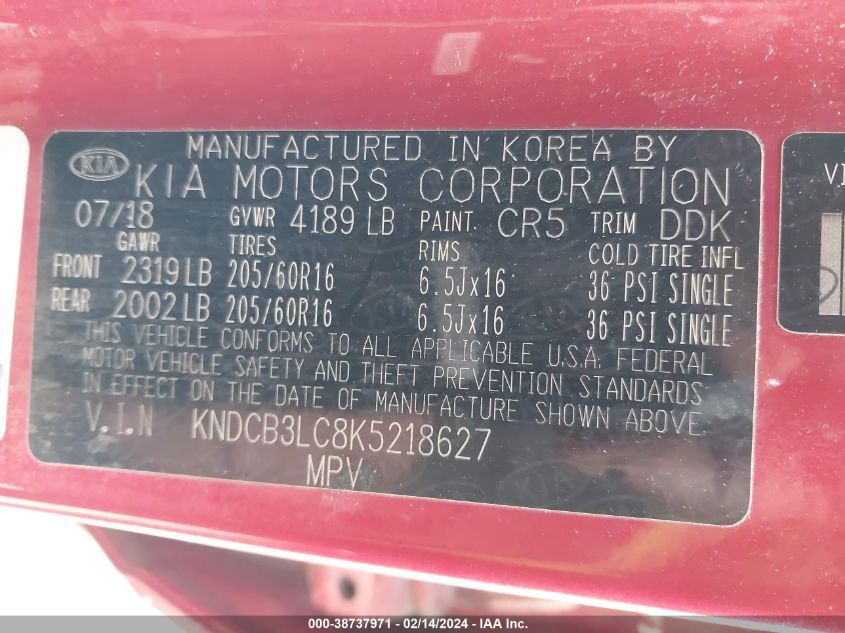 KIA
MANUFACTURED IN KOREA BY
KIA MOTORS CORPORATION
07/18 GVWR 4189 LB PAINT CR5 TRIM DDK
GAWR TIRES RIMS COLD TIRE INFL
FRONT 2319 LB 205/60R16 6.5Jx16 36 PSI SINGLE
REAR 2002 LB 205/60R16 6.5Jx16 36 PSI SINGLE
THIS VEHICLE CONFORMS TO ALL APPLICABLE U.S.A. FEDERAL
MOTOR VEHICLE SAFETY AND THEFT PREVENTION STANDARDS
IN EFFECT ON THE DATE OF MANUFACTURE SHOWN ABOVE.
V.I.N KNDCB3LC8K5218627
MPV
000-38737971 - 02/14/2024 - IAA Inc.